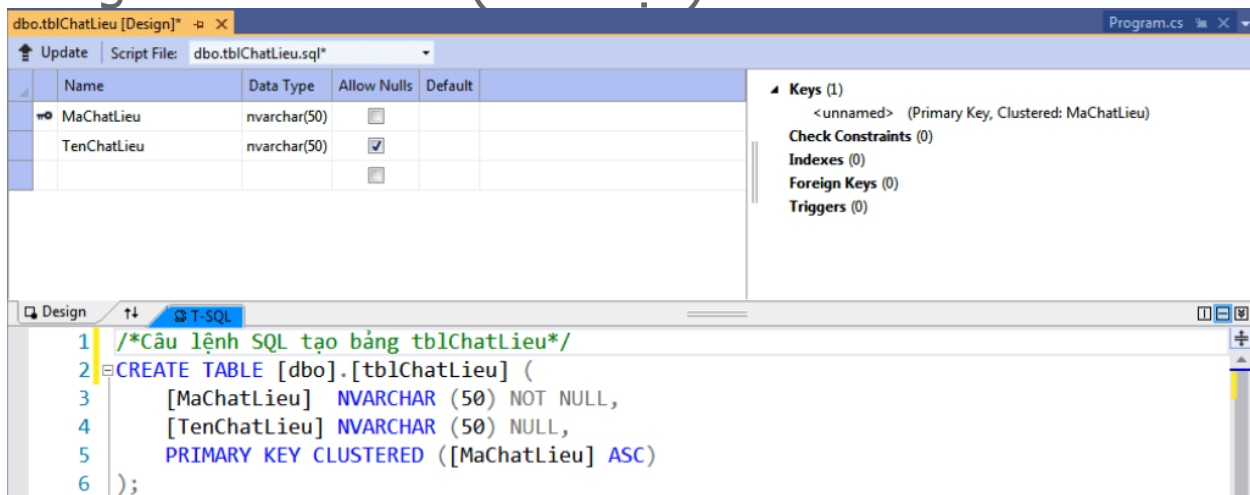 dbo.tblChatLieu [Design]*
Program.cs
Update Script File: dbo.tblChatLieu.sql*
Name Data Type Allow Nulls Default
MaChatLieu nvarchar(50)
TenChatLieu nvarchar(50)
Keys (1)
<unnamed> (Primary Key, Clustered: MaChatLieu)
Check Constraints (0)
Indexes (0)
Foreign Keys (0)
Triggers (0)
Design T-SQL
1 /*Câu lệnh SQL tạo bảng tblChatLieu*/
2 CREATE TABLE [dbo].[tblChatLieu] (
3 [MaChatLieu] NVARCHAR (50) NOT NULL,
4 [TenChatLieu] NVARCHAR (50) NULL,
5 PRIMARY KEY CLUSTERED ([MaChatLieu] ASC)
6 );